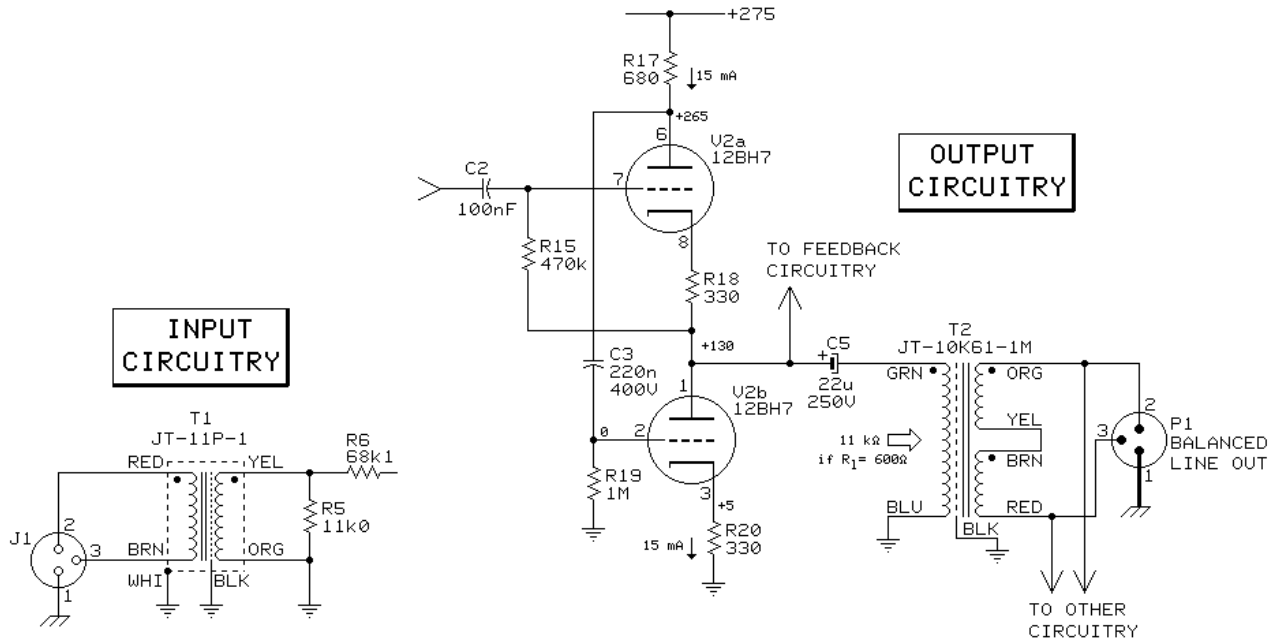 +275
R17
680
15 mA
+265
6
V2a
12BH7
C2
7
100nF
8
R15
470k
R18
330
OUTPUT
CIRCUITRY
TO FEEDBACK
CIRCUITRY
INPUT
CIRCUITRY
+130
C3
220n
400V
1
V2b
12BH7
+
C5
22u
250V
T2
JT-10K61-1M
GRN
ORG
YEL
BRN
RED
BLU
BLK
11 kΩ
if R1= 600Ω
2
3
P1
BALANCED
LINE OUT
1
0
2
R19
1M
3
+5
R20
330
15 mA
T1
JT-11P-1
RED
YEL
R6
68k1
R5
11k0
J1
2
3
1
BRN
ORG
WHI
BLK
TO OTHER
CIRCUITRY